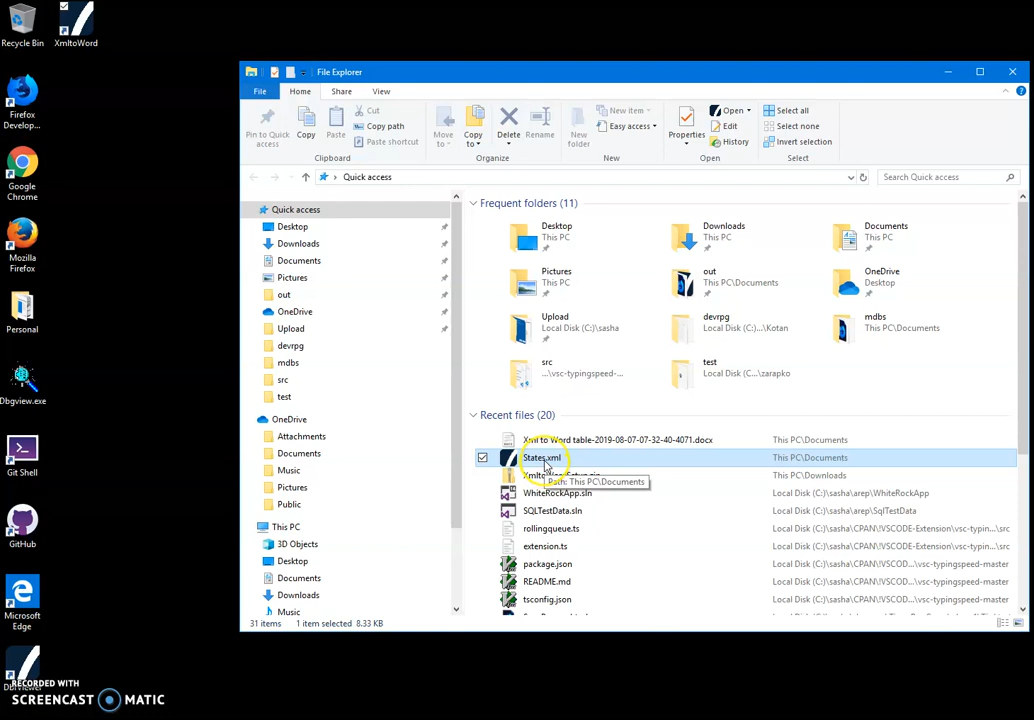 Recycle Bin
XmltoWord
Firefox
Develop...
Google
Chrome
Mozilla
Firefox
Personal
Dbgview.exe
Git Shell
GitHub
Microsoft
Edge
RECORDED WITH
SCREENCAST MATIC
File Explorer
File Home Share View
Pin to Quick
access
Copy
Paste
Cut
Copy path
Paste shortcut
Clipboard
Move
to
Copy
to
Delete
Rename
Organize
New
folder
New item
Easy access
New
Properties
Open
Edit
History
Open
Select all
Select none
Invert selection
Select
Quick access
Search Quick access
Quick access
Desktop
Downloads
Documents
Pictures
out
OneDrive
Upload
devrpg
mdbs
src
test
OneDrive
Attachments
Documents
Music
Pictures
Public
This PC
3D Objects
Desktop
Documents
Downloads
Music
Frequent folders (11)
Desktop
This PC
Downloads
This PC
Documents
This PC
Pictures
This PC
out
This PC\Documents
OneDrive
Desktop
Upload
Local Disk (C:)\sasha
devrpg
Local Disk (C:)...\Kotan
mdbs
This PC\Documents
src
...\vsc-typingspeed-...
test
Local Disk (C...\zarapko
Recent files (20)
Xml to Word table-2019-08-07-07-32-40-4071.docx This PC\Documents
States.xml This PC\Documents
This PC\Downloads
Path: This PC\Documents
WhiteRockApp.sln Local Disk (C:)\sasha\arep\WhiteRockApp
SQLTestData.sln Local Disk (C:)\sasha\arep\SqlTestData
rollingqueue.ts Local Disk (C:)\sasha\CPAN\!VSCODE-Extension\vsc-typin...\src
extension.ts Local Disk (C:)\sasha\CPAN\!VSCODE-Extension\vsc-typin...\src
package.json Local Disk (C:)\sasha\CPAN\!VSCODE-Extension\vsc-typingspeed-master
README.md Local Disk (C:)\sasha\CPAN\!VSCODE-Extension\vsc-typingspeed-master
tsconfig.json Local Disk (C:)\sasha\CPAN\!VSCODE-Extension\vsc-typingspeed-master
31 items 1 item selected 8.33 KB